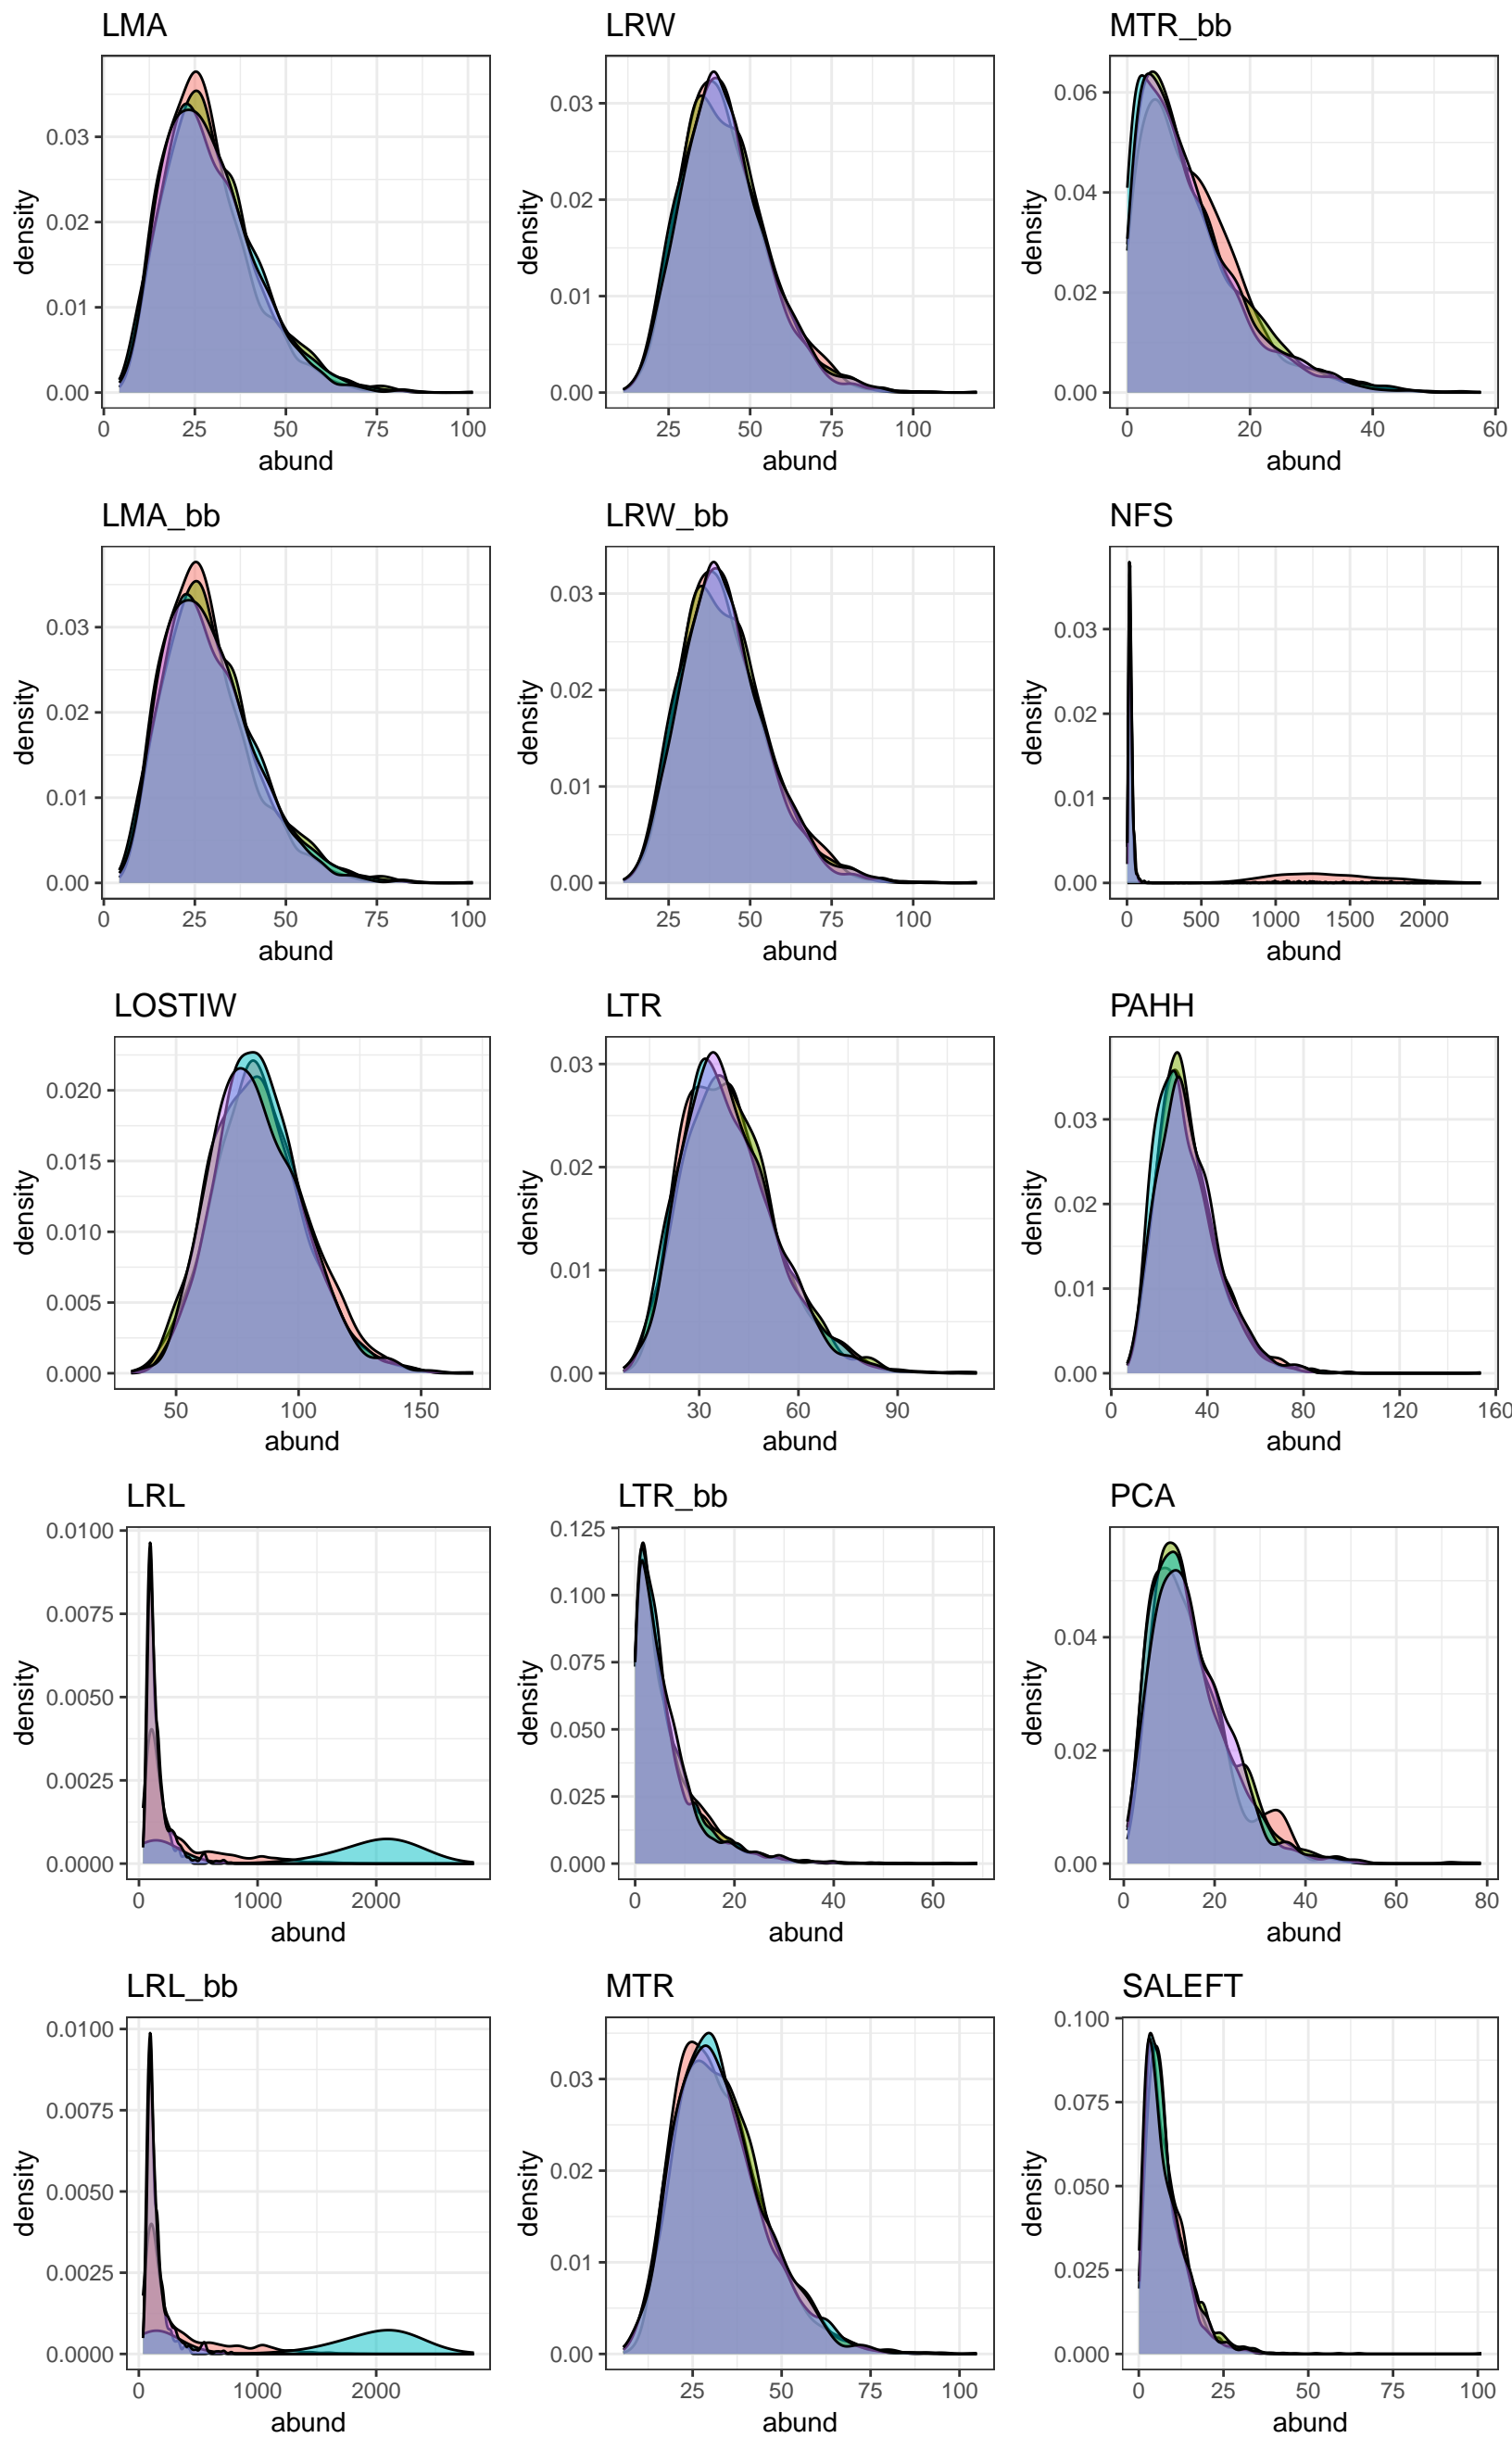 LMA
density
0.03
0.02
0.01
0.00
0 25 50 75 100
abund
LRW
density
0.03
0.02
0.01
0.00
25 50 75 100
abund
MTR_bb
density
0.06
0.04
0.02
0.00
0 20 40 60
abund
LMA_bb
density
0.03
0.02
0.01
0.00
0 25 50 75 100
abund
LRW_bb
density
0.03
0.02
0.01
0.00
25 50 75 100
abund
NFS
density
0.03
0.02
0.01
0.00
0 500 1000 1500 2000
abund
LOSTIW
density
0.020
0.015
0.010
0.005
0.000
50 100 150
abund
LTR
density
0.03
0.02
0.01
0.00
30 60 90
abund
PAHH
density
0.03
0.02
0.01
0.00
0 40 80 120 160
abund
LRL
density
0.0100
0.0075
0.0050
0.0025
0.0000
0 1000 2000
abund
LTR_bb
density
0.125
0.100
0.075
0.050
0.025
0.000
0 20 40 60
abund
PCA
density
0.04
0.02
0.00
0 20 40 60 80
abund
LRL_bb
density
0.0100
0.0075
0.0050
0.0025
0.0000
0 1000 2000
abund
MTR
density
0.03
0.02
0.01
0.00
25 50 75 100
abund
SALEFT
density
0.100
0.075
0.050
0.025
0.000
0 25 50 75 100
abund